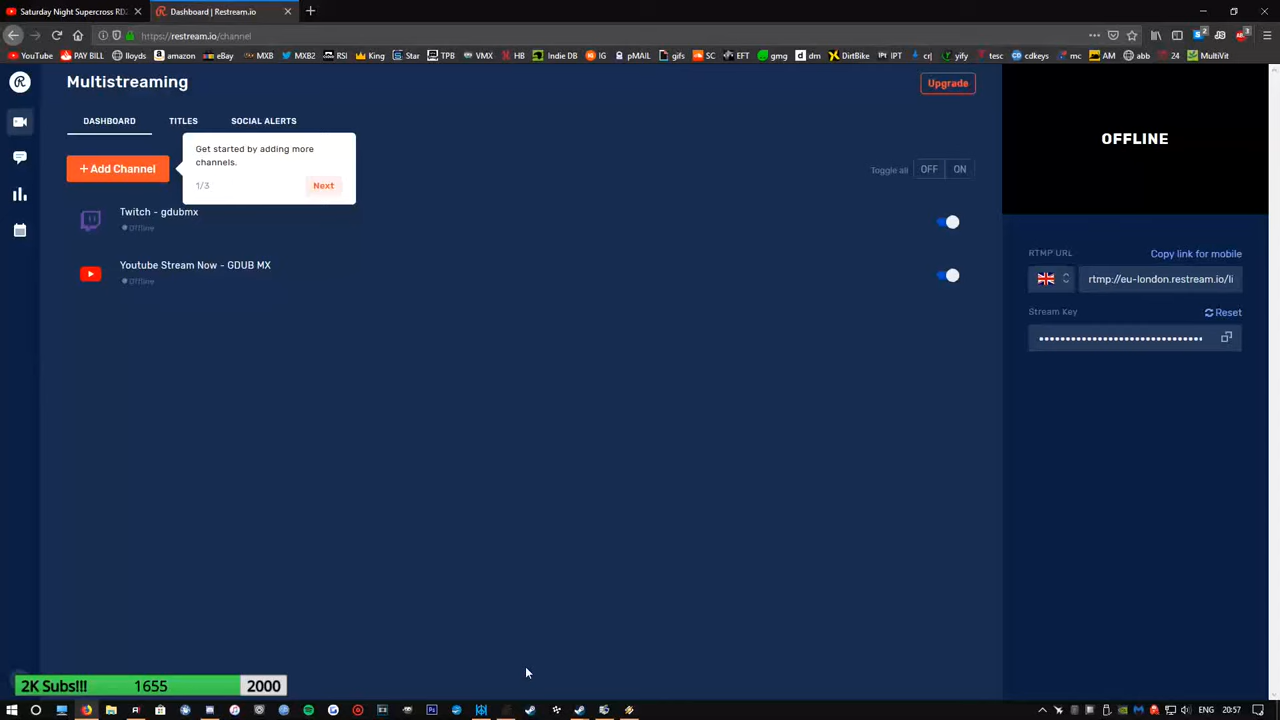 Saturday Night Supercross RD
Dashboard | Restream.io
https://restream.io/channel
YouTube PAY BILL lloyds amazon eBay MXB MXB2 RSI King Star TPB VMX HB Indie DB IG pMAIL gifs SC EFT gmg dm DirtBike IPT crj yify tesc cdkeys mc AM abb 24 MultiVit
Multistreaming
Upgrade
DASHBOARD TITLES SOCIAL ALERTS
+ Add Channel
Get started by adding more
channels.
1/3 Next
Toggle all OFF ON
Twitch - gdubmx
Offline
Youtube Stream Now - GDUB MX
Offline
OFFLINE
RTMP URL Copy link for mobile
rtmp://eu-london.restream.io/li
Stream Key Reset
2K Subs!!! 1655 2000
ENG 20:57